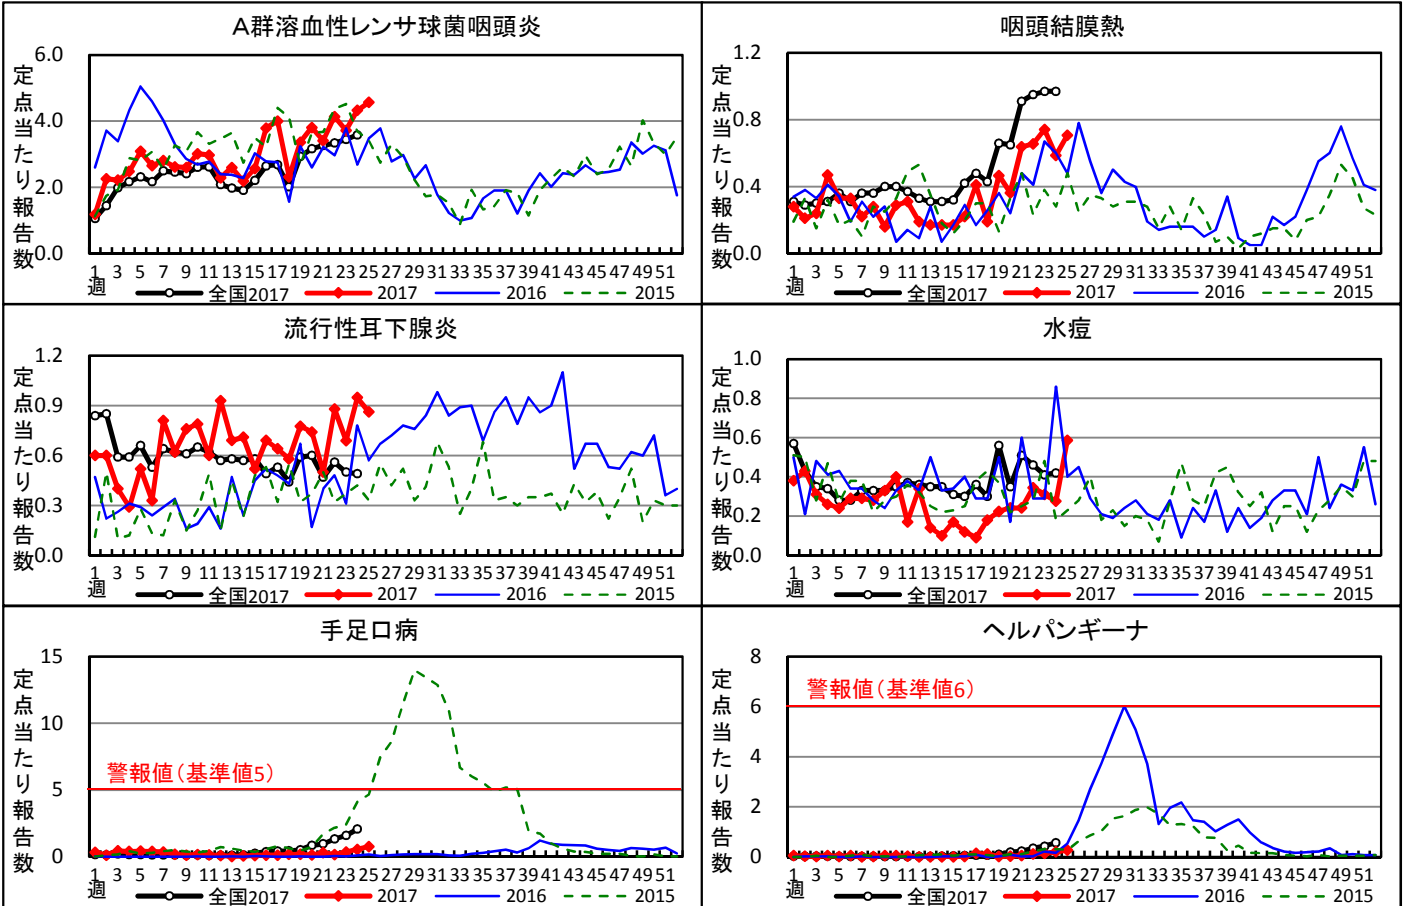 A群溶血性レンサ球菌咽頭炎
定点当たり報告数
6.0
4.0
2.0
0.0
1 3 5 7 9 11 13 15 17 19 21 23 25 27 29 31 33 35 37 39 41 43 45 47 49 51
週
全国2017 2017 2016 2015
咽頭結膜熱
定点当たり報告数
1.2
0.8
0.4
0.0
1 3 5 7 9 11 13 15 17 19 21 23 25 27 29 31 33 35 37 39 41 43 45 47 49 51
週
全国2017 2017 2016 2015
流行性耳下腺炎
定点当たり報告数
1.2
0.9
0.6
0.3
0.0
1 3 5 7 9 11 13 15 17 19 21 23 25 27 29 31 33 35 37 39 41 43 45 47 49 51
週
全国2017 2017 2016 2015
水痘
定点当たり報告数
1.0
0.8
0.6
0.4
0.2
0.0
1 3 5 7 9 11 13 15 17 19 21 23 25 27 29 31 33 35 37 39 41 43 45 47 49 51
週
全国2017 2017 2016 2015
手足口病
定点当たり報告数
15
10
5
0
警報値（基準値5）
1 3 5 7 9 11 13 15 17 19 21 23 25 27 29 31 33 35 37 39 41 43 45 47 49 51
週
全国2017 2017 2016 2015
ヘルパンギーナ
定点当たり報告数
8
6
4
2
0
警報値（基準値6）
1 3 5 7 9 11 13 15 17 19 21 23 25 27 29 31 33 35 37 39 41 43 45 47 49 51
週
全国2017 2017 2016 2015